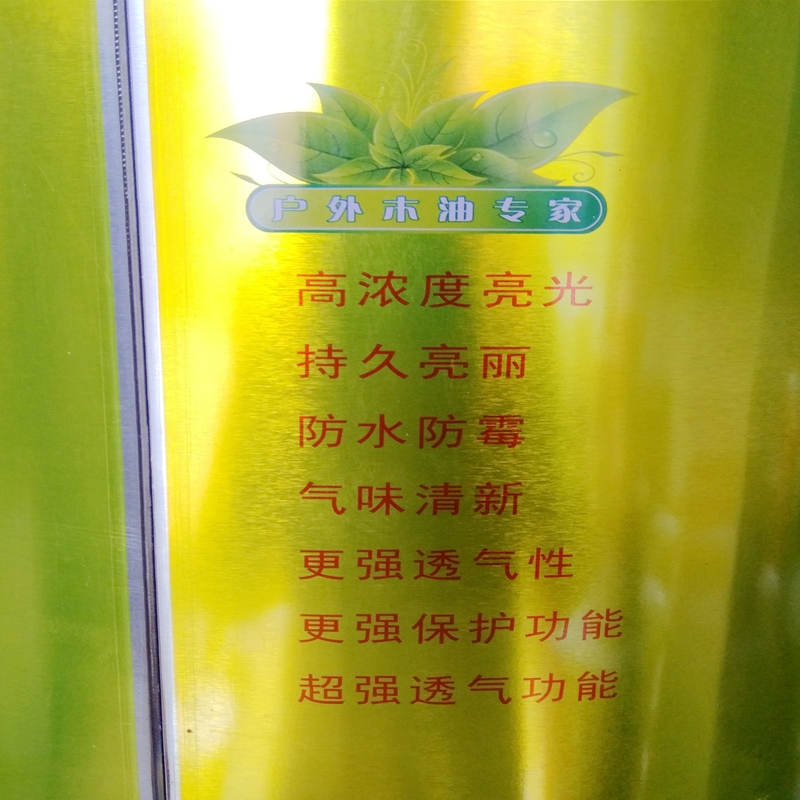 户外木油专家
高浓度亮光
持久亮丽
防水防霉
气味清新
更强透气性
更强保护功能
超强透气功能